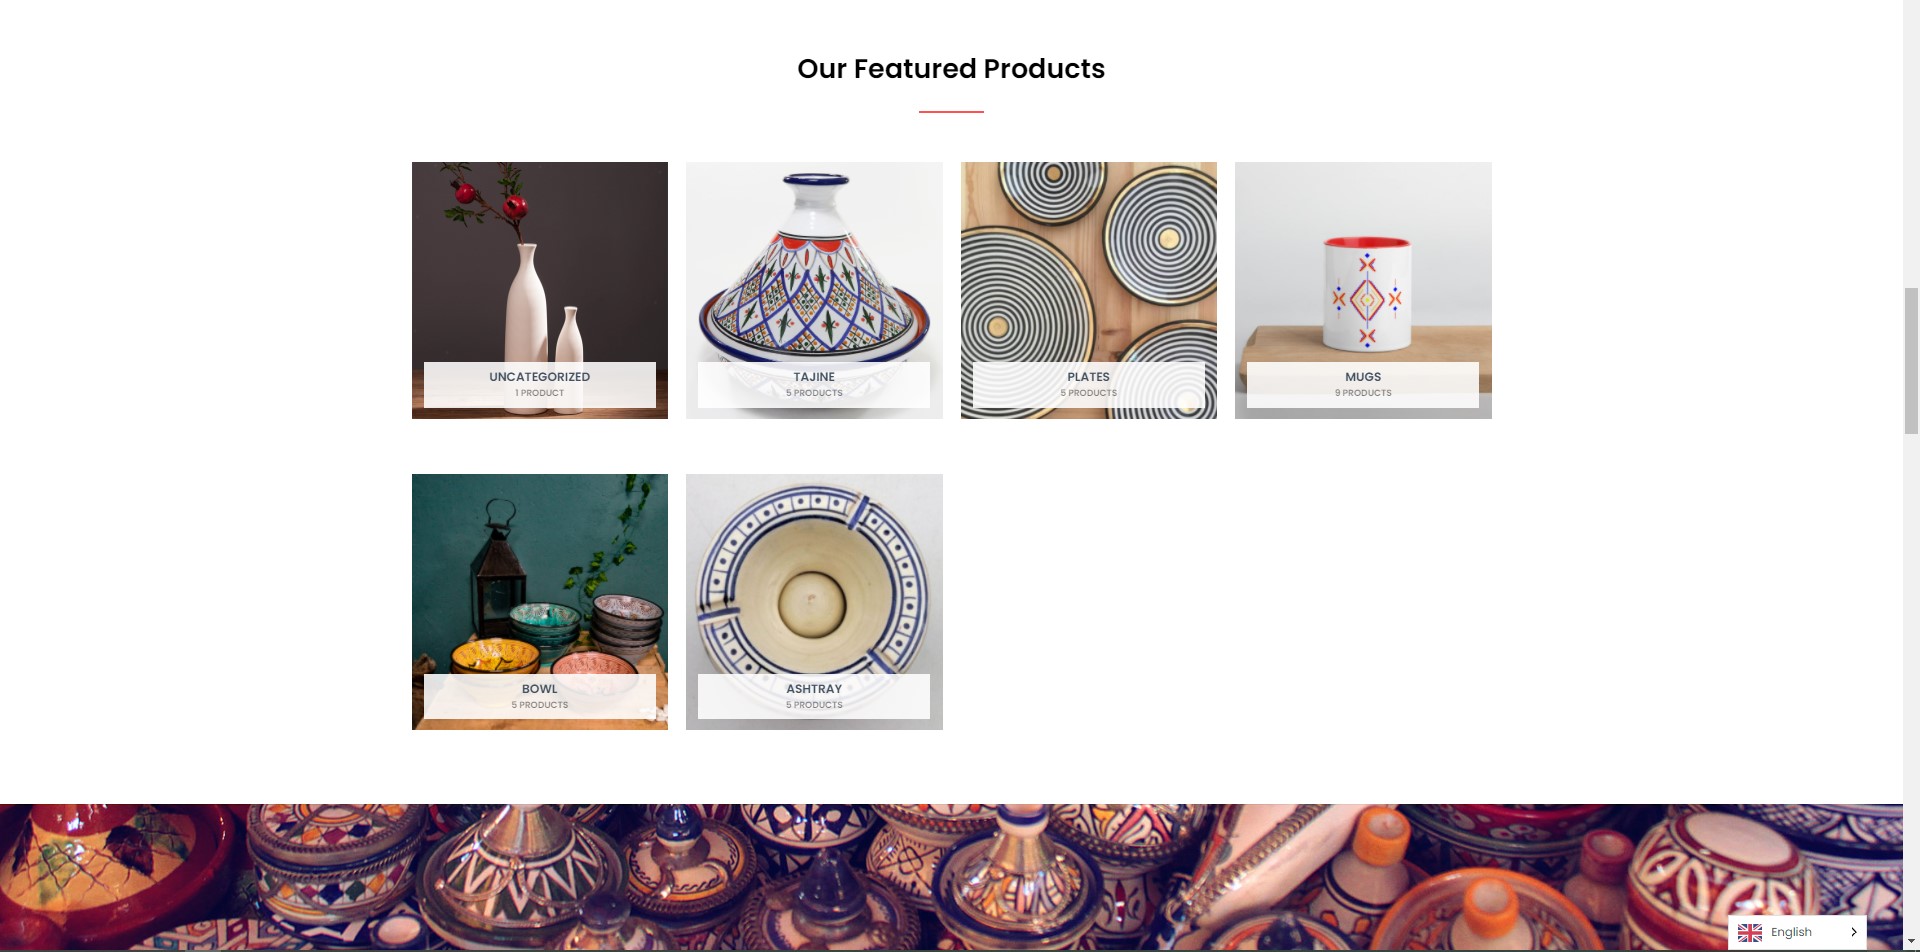 Our Featured Products
UNCATEGORIZED
1 PRODUCT
TAJINE
5 PRODUCTS
PLATES
5 PRODUCTS
MUGS
9 PRODUCTS
BOWL
5 PRODUCTS
ASHTRAY
5 PRODUCTS
English